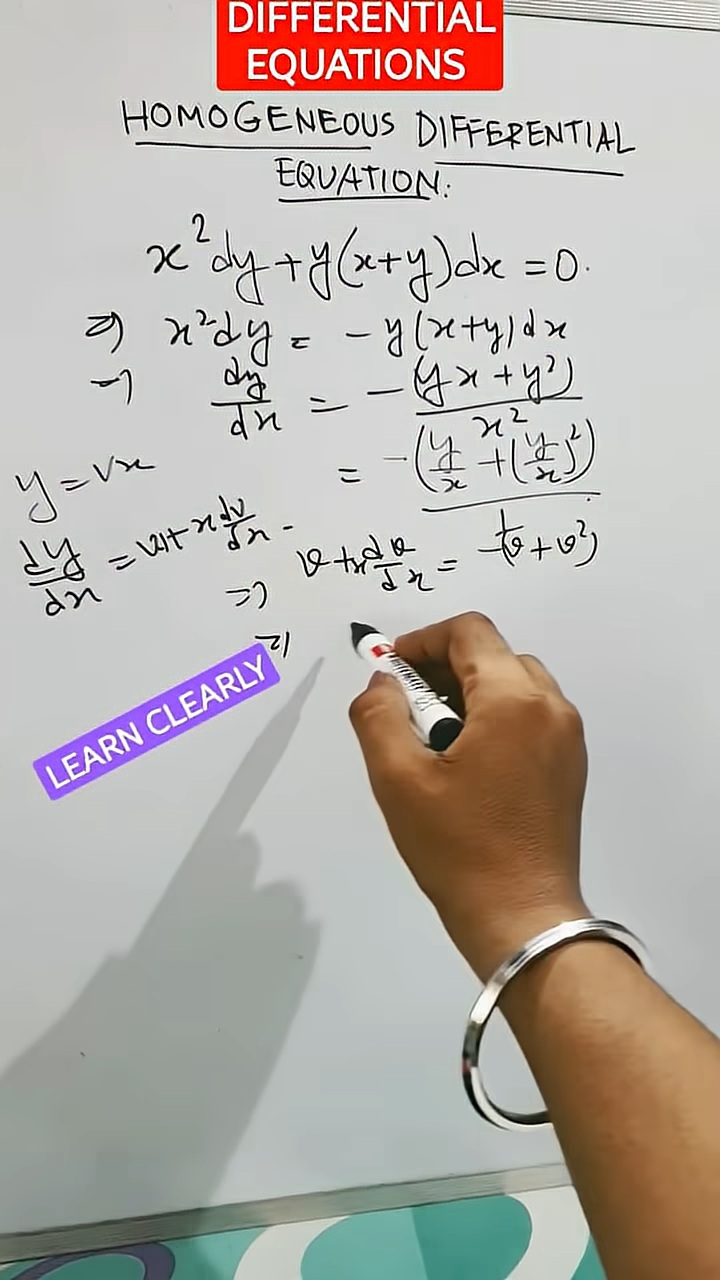 DIFFERENTIAL
EQUATIONS
HOMOGENEOUS DIFFERENTIAL
EQUATION:
x²dy+y(x+y)dx=0.
⇒ x²dy = -y(x+y)dx
⇒ dy/dx = -(yx+y²)/x²
= -(y/x+(y/x)²)
y=vx
dy/dx = v+x dv/dx
⇒ v+x dv/dx = -(v+v²)
⇒
LEARN CLEARLY